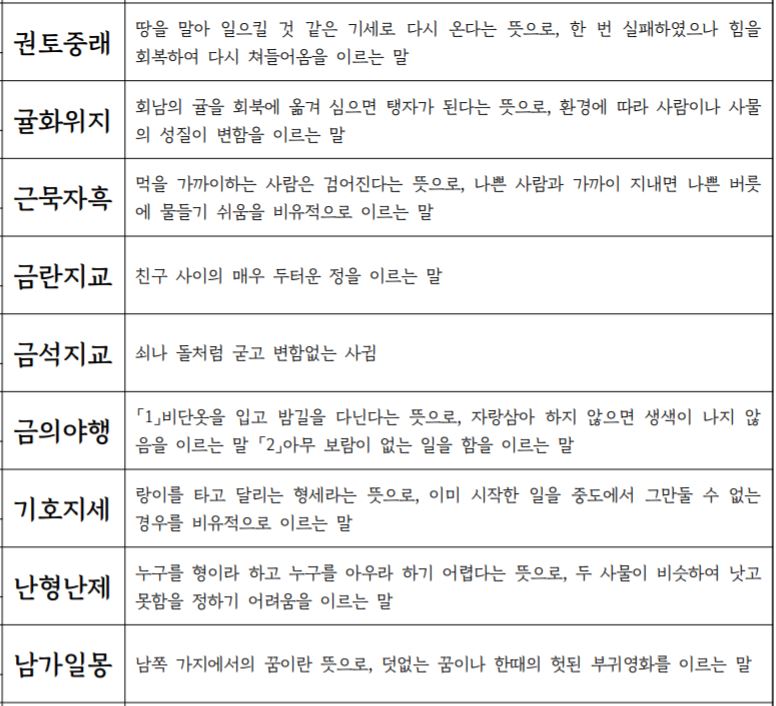 권토중래
땅을 말아 일으킬 것 같은 기세로 다시 온다는 뜻으로, 한 번 실패하였으나 힘을
회복하여 다시 쳐들어옴을 이르는 말
귤화위지
회남의 귤을 회북에 옮겨 심으면 탱자가 된다는 뜻으로, 환경에 따라 사람이나 사물
의 성질이 변함을 이르는 말
근묵자흑
먹을 가까이하는 사람은 검어진다는 뜻으로, 나쁜 사람과 가까이 지내면 나쁜 버릇
에 물들기 쉬움을 비유적으로 이르는 말
금란지교
친구 사이의 매우 두터운 정을 이르는 말
금석지교
쇠나 돌처럼 굳고 변함없는 사귐
금의야행
「1」비단옷을 입고 밤길을 다닌다는 뜻으로, 자랑삼아 하지 않으면 생색이 나지 않
음을 이르는 말 「2」아무 보람이 없는 일을 함을 이르는 말
기호지세
랑이를 타고 달리는 형세라는 뜻으로, 이미 시작한 일을 중도에서 그만둘 수 없는
경우를 비유적으로 이르는 말
난형난제
누구를 형이라 하고 누구를 아우라 하기 어렵다는 뜻으로, 두 사물이 비슷하여 낫고
못함을 정하기 어려움을 이르는 말
남가일몽
남쪽 가지에서의 꿈이란 뜻으로, 덧없는 꿈이나 한때의 헛된 부귀영화를 이르는 말